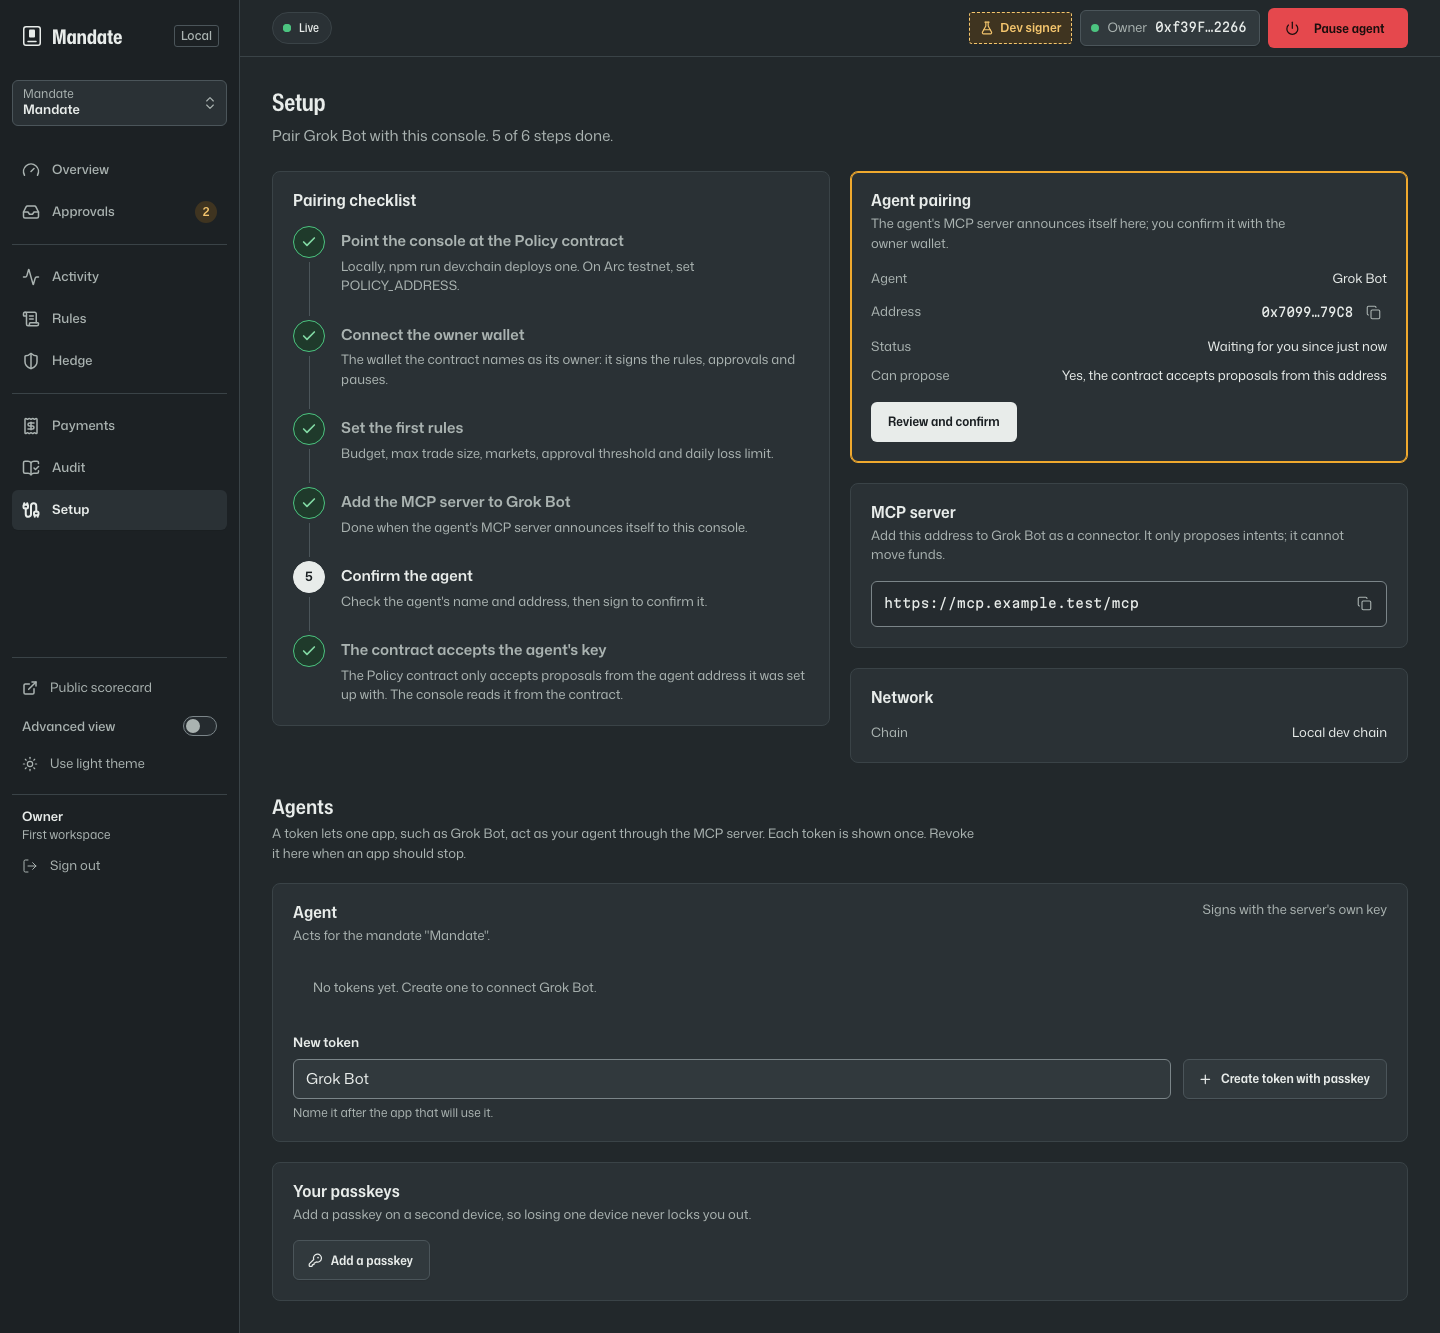 Mandate
Local
Mandate
Mandate
Overview
Approvals
2
Activity
Rules
Hedge
Payments
Audit
Setup
Public scorecard
Advanced view
Use light theme
Owner
First workspace
Sign out
Live
Dev signer
Owner 0xf39F…2266
Pause agent
Setup
Pair Grok Bot with this console. 5 of 6 steps done.
Pairing checklist
Point the console at the Policy contract
Locally, npm run dev:chain deploys one. On Arc testnet, set
POLICY_ADDRESS.
Connect the owner wallet
The wallet the contract names as its owner: it signs the rules, approvals and
pauses.
Set the first rules
Budget, max trade size, markets, approval threshold and daily loss limit.
Add the MCP server to Grok Bot
Done when the agent's MCP server announces itself to this console.
5
Confirm the agent
Check the agent's name and address, then sign to confirm it.
The contract accepts the agent's key
The Policy contract only accepts proposals from the agent address it was set
up with. The console reads it from the contract.
Agent pairing
The agent's MCP server announces itself here; you confirm it with the
owner wallet.
Agent
Grok Bot
Address
0x7099…79C8
Status
Waiting for you since just now
Can propose
Yes, the contract accepts proposals from this address
Review and confirm
MCP server
Add this address to Grok Bot as a connector. It only proposes intents; it cannot
move funds.
https://mcp.example.test/mcp
Network
Chain
Local dev chain
Agents
A token lets one app, such as Grok Bot, act as your agent through the MCP server. Each token is shown once. Revoke
it here when an app should stop.
Agent
Signs with the server's own key
Acts for the mandate "Mandate".
No tokens yet. Create one to connect Grok Bot.
New token
Grok Bot
Create token with passkey
Name it after the app that will use it.
Your passkeys
Add a passkey on a second device, so losing one device never locks you out.
Add a passkey